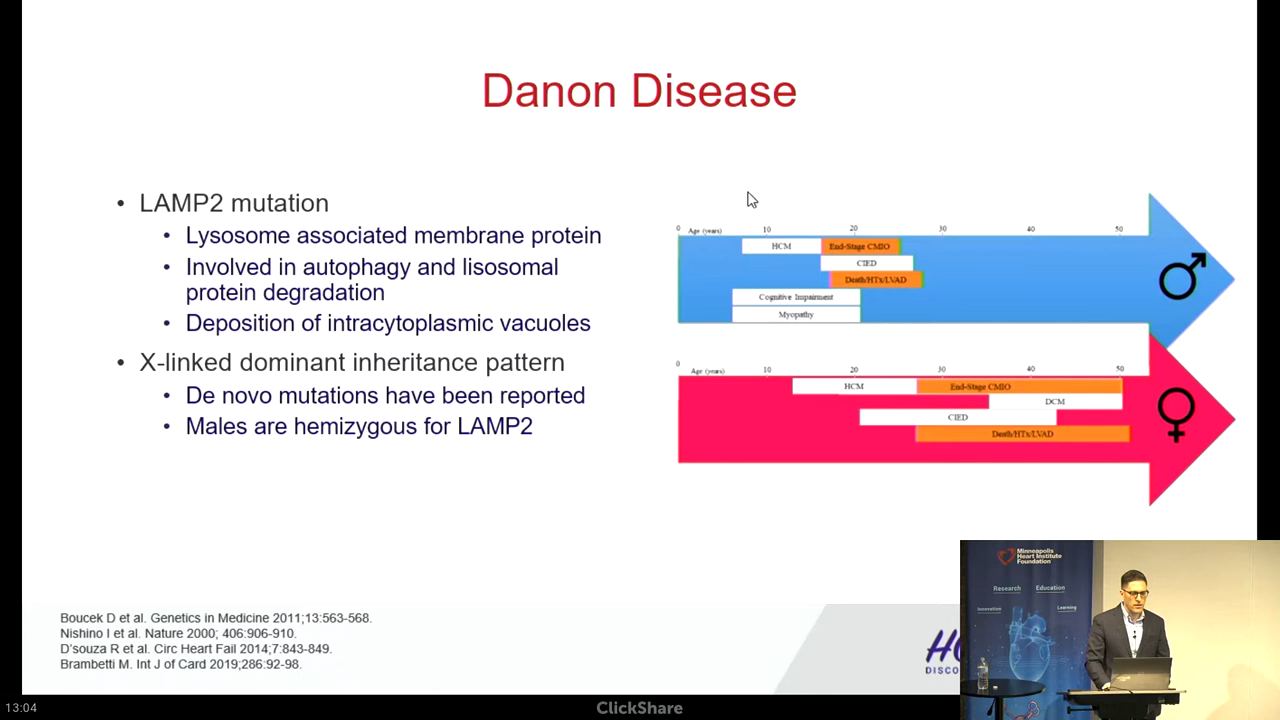 Danon Disease
• LAMP2 mutation
• Lysosome associated membrane protein
• Involved in autophagy and lisosomal
protein degradation
• Deposition of intracytoplasmic vacuoles
• X-linked dominant inheritance pattern
• De novo mutations have been reported
• Males are hemizygous for LAMP2
0 Age (years) 10 20 30 40 50
HCM End-Stage CMIO
CIED
Death/HTx/LVAD
Cognitive Impairment
Myopathy
0 Age (years) 10 20 30 40 50
HCM End-Stage CMIO
DCM
CIED
Death/HTx/LVAD
Boucek D et al. Genetics in Medicine 2011;13:563-568.
Nishino I et al. Nature 2000; 406:906-910.
D'souza R et al. Circ Heart Fail 2014;7:843-849.
Brambetti M. Int J of Card 2019;286:92-98.
Minneapolis
Heart Institute
Foundation
Research Education
Innovation Learning
13:04
ClickShare